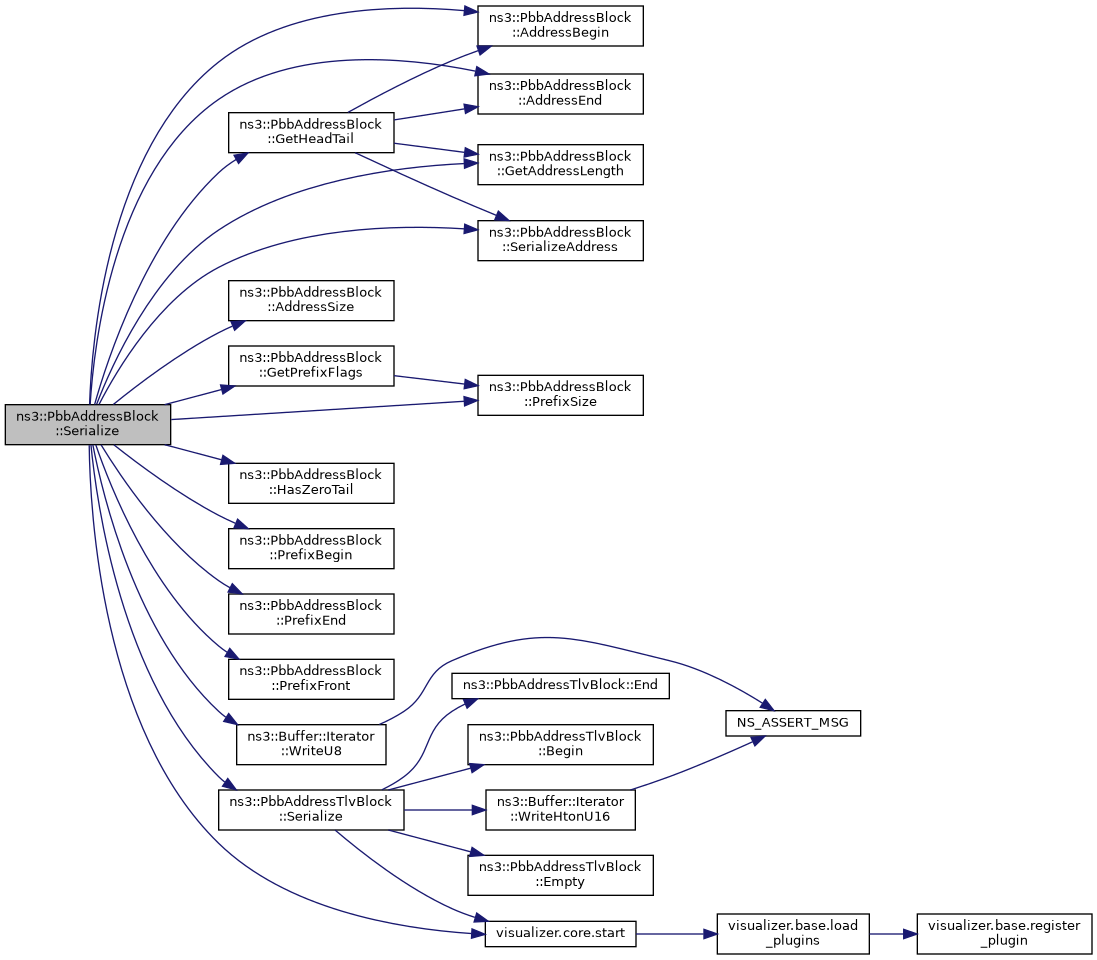 ns3::PbbAddressBlock
::AddressBegin
ns3::PbbAddressBlock
::AddressEnd
ns3::PbbAddressBlock
::GetHeadTail
ns3::PbbAddressBlock
::GetAddressLength
ns3::PbbAddressBlock
::SerializeAddress
ns3::PbbAddressBlock
::AddressSize
ns3::PbbAddressBlock
::GetPrefixFlags
ns3::PbbAddressBlock
::PrefixSize
ns3::PbbAddressBlock
::Serialize
ns3::PbbAddressBlock
::HasZeroTail
ns3::PbbAddressBlock
::PrefixBegin
ns3::PbbAddressBlock
::PrefixEnd
ns3::PbbAddressBlock
::PrefixFront
ns3::PbbAddressTlvBlock::End
NS_ASSERT_MSG
ns3::Buffer::Iterator
::WriteU8
ns3::PbbAddressTlvBlock
::Begin
ns3::PbbAddressTlvBlock
::Serialize
ns3::Buffer::Iterator
::WriteHtonU16
ns3::PbbAddressTlvBlock
::Empty
visualizer.core.start
visualizer.base.load
_plugins
visualizer.base.register
_plugin